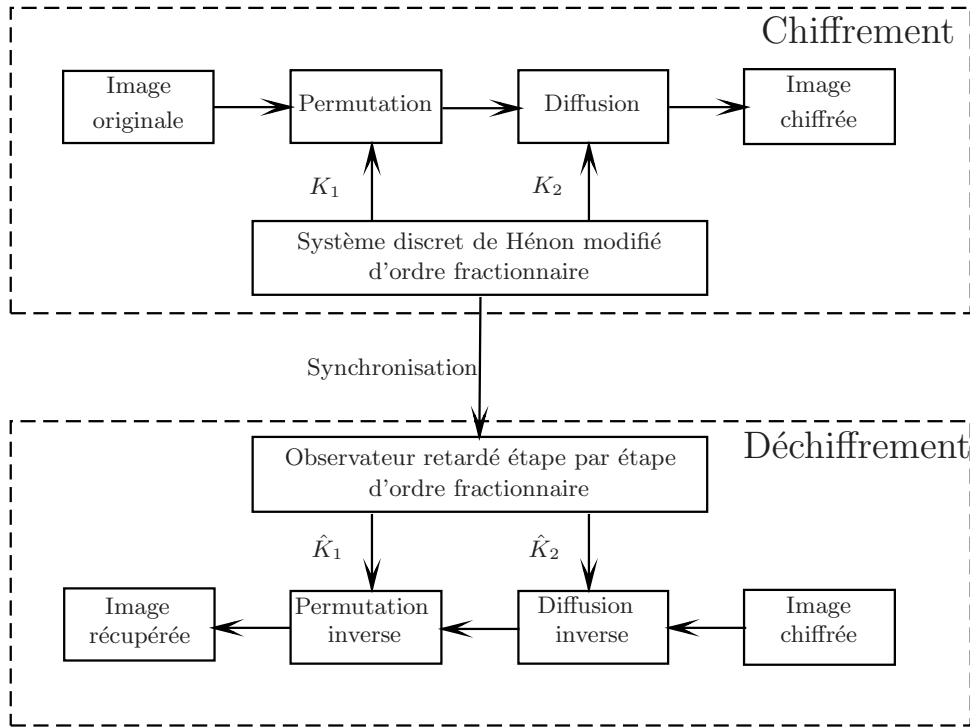 Chiffrement
Image
originale
Permutation
Diffusion
Image
chiffrée
K₁
K₂
Système discret de Hénon modifié
d'ordre fractionnaire
Synchronisation
Déchiffrement
Observateur retardé étape par étape
d'ordre fractionnaire
K̂₁
K̂₂
Image
récupérée
Permutation
inverse
Diffusion
inverse
Image
chiffrée